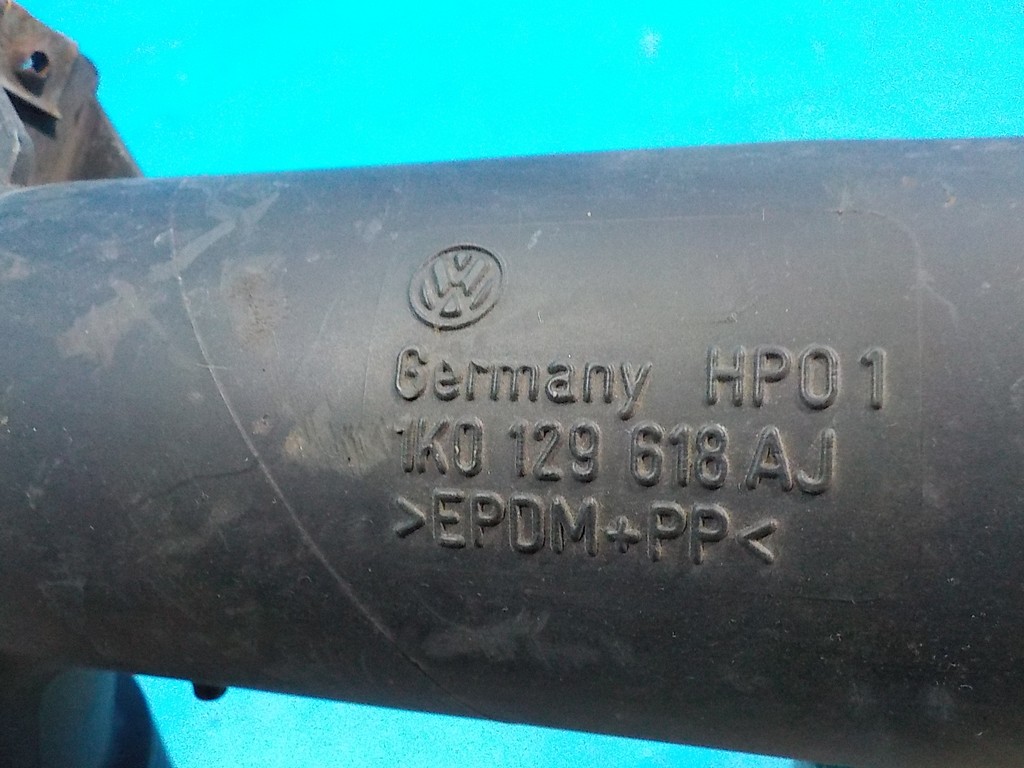 VW
Germany HP01
1K0 129 618 AJ
>EPDM+PP<